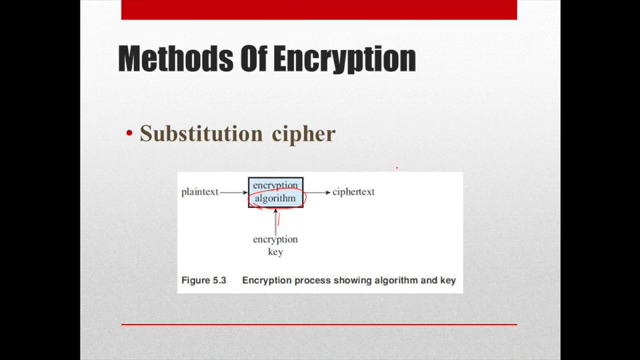 Methods Of Encryption
• Substitution cipher
encryption
plaintext algorithm ciphertext
encryption
key
Figure 5.3 Encryption process showing algorithm and key